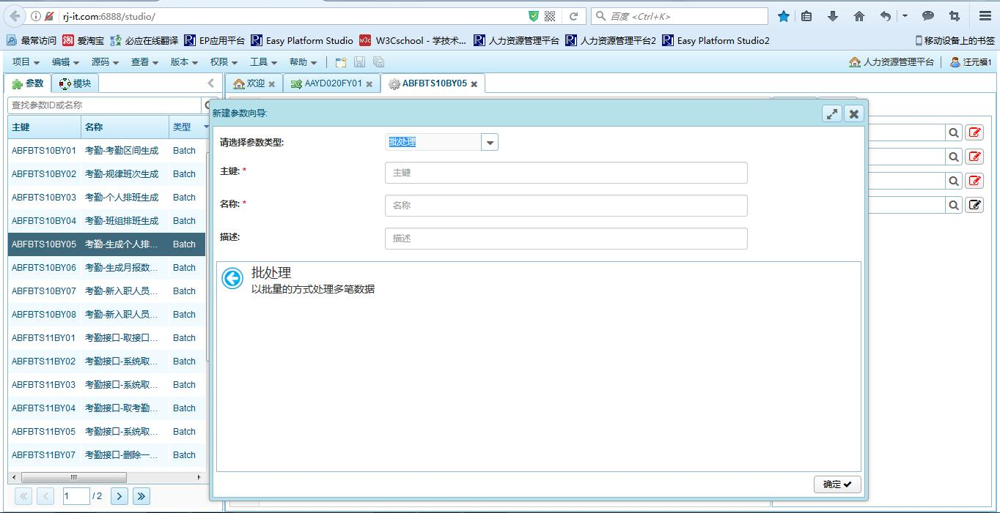 rj-it.com:6888/studio/
百度 <Ctrl+K>
最常访问 爱淘宝 必应在线翻译 EP应用平台 Easy Platform Studio W3Cschool - 学技术... 人力资源管理平台 人力资源管理平台2 Easy Platform Studio2 移动设备上的书签
项目 编辑 源码 查看 版本 权限 工具 帮助 人力资源管理平台 汪元福1
参数 模块 欢迎 AAYD020FY01 ABFBTS10BY05
查找参数ID或名称
主键 名称 类型
ABFBTS10BY01 考勤-考勤区间生成 Batch
ABFBTS10BY02 考勤-规律班次生成 Batch
ABFBTS10BY03 考勤-个人排班生成 Batch
ABFBTS10BY04 考勤-班组排班生成 Batch
ABFBTS10BY05 考勤-生成个人排... Batch
ABFBTS10BY06 考勤-生成月报数... Batch
ABFBTS10BY07 考勤-新入职人员... Batch
ABFBTS10BY08 考勤-新入职人员... Batch
ABFBTS11BY01 考勤接口-取接口... Batch
ABFBTS11BY02 考勤接口-系统取... Batch
ABFBTS11BY03 考勤接口-系统取... Batch
ABFBTS11BY04 考勤接口-取考勤... Batch
ABFBTS11BY05 考勤接口-系统取... Batch
ABFBTS11BY07 考勤接口-删除一... Batch
1 / 2
新建参数向导:
请选择参数类型: 批处理
主键: * 主键
名称: * 名称
描述: 描述
批处理
以批量的方式处理多笔数据
确定